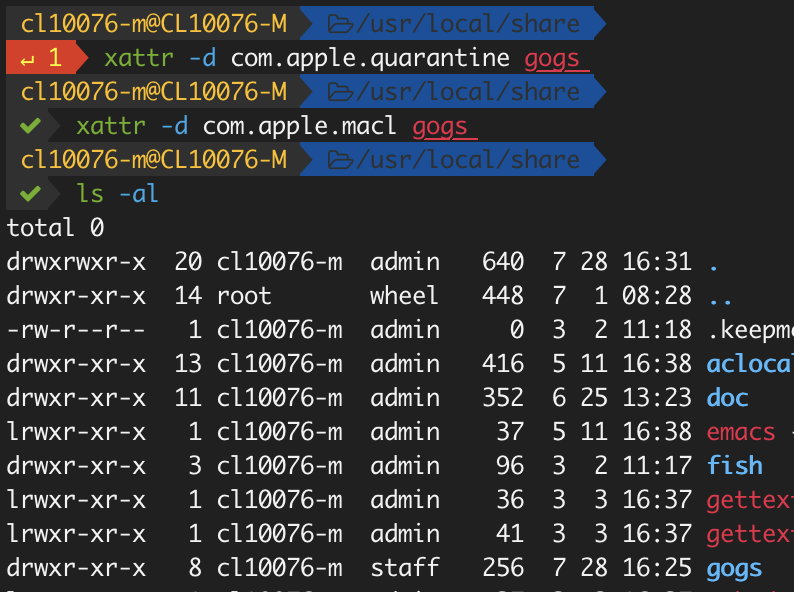 cl10076-m@CL10076-M /usr/local/share
↵ 1 xattr -d com.apple.quarantine gogs
cl10076-m@CL10076-M /usr/local/share
✔ xattr -d com.apple.macl gogs
cl10076-m@CL10076-M /usr/local/share
✔ ls -al
total 0
drwxrwxr-x 20 cl10076-m admin 640 7 28 16:31 .
drwxr-xr-x 14 root wheel 448 7 1 08:28 ..
-rw-r--r-- 1 cl10076-m admin 0 3 2 11:18 .keepm
drwxr-xr-x 13 cl10076-m admin 416 5 11 16:38 acloca
drwxr-xr-x 11 cl10076-m admin 352 6 25 13:23 doc
lrwxr-xr-x 1 cl10076-m admin 37 5 11 16:38 emacs -
drwxr-xr-x 3 cl10076-m admin 96 3 2 11:17 fish
lrwxr-xr-x 1 cl10076-m admin 36 3 3 16:37 gettext
lrwxr-xr-x 1 cl10076-m admin 41 3 3 16:37 gettext
drwxr-xr-x 8 cl10076-m staff 256 7 28 16:25 gogs